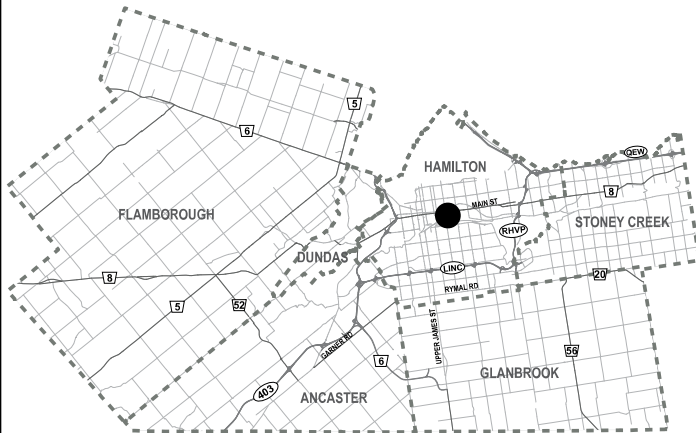 5
6
QEW
HAMILTON
8
MAIN ST
FLAMBOROUGH
STONEY CREEK
RHVP
DUNDAS
LINC
20
8
RYMAL RD
5
52
UPPER JAMES ST
GARNER RD
56
6
GLANBROOK
403
ANCASTER